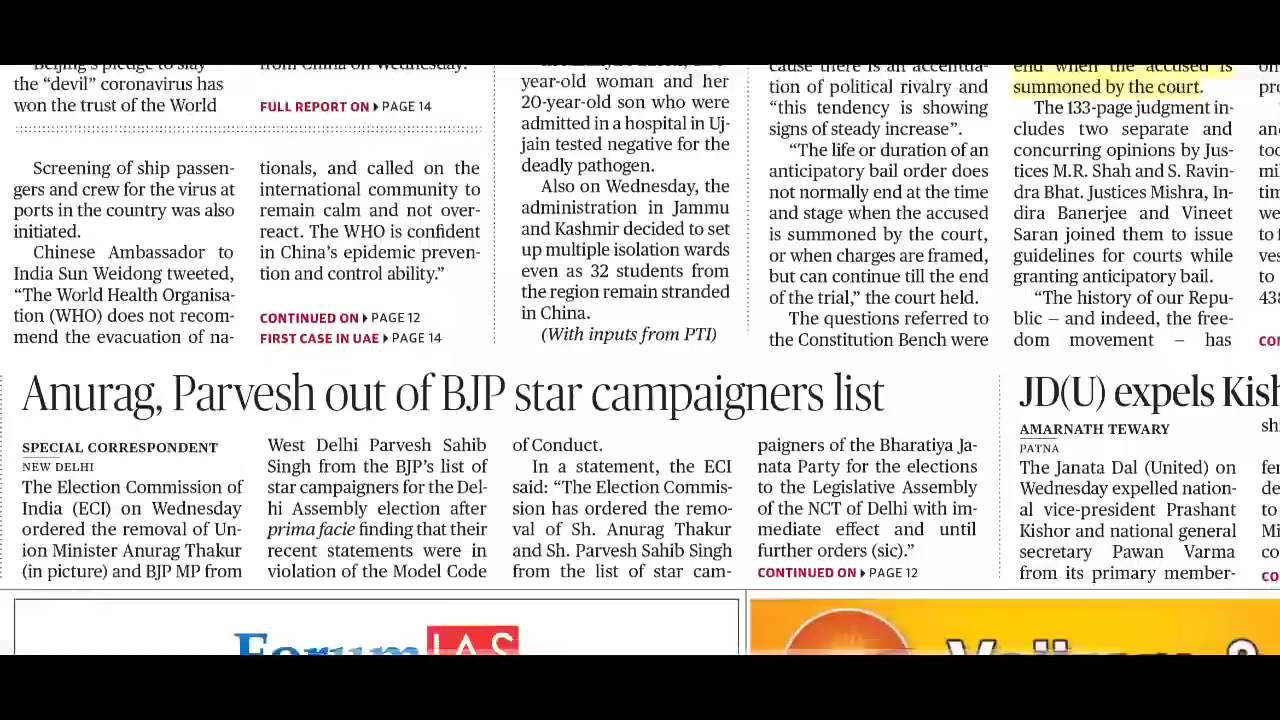 the “devil” coronavirus has
won the trust of the World
from China on Wednesday.
FULL REPORT ON PAGE 14
Screening of ship passen-
gers and crew for the virus at
ports in the country was also
initiated.
Chinese Ambassador to
India Sun Weidong tweeted,
“The World Health Organisa-
tion (WHO) does not recom-
mend the evacuation of na-
tionals, and called on the
international community to
remain calm and not over-
react. The WHO is confident
in China’s epidemic preven-
tion and control ability.”
CONTINUED ON PAGE 12
FIRST CASE IN UAE PAGE 14
year-old woman and her
20-year-old son who were
admitted in a hospital in Uj-
jain tested negative for the
deadly pathogen.
Also on Wednesday, the
administration in Jammu
and Kashmir decided to set
up multiple isolation wards
even as 32 students from
the region remain stranded
in China.
(With inputs from PTI)
cause there is an accentua-
tion of political rivalry and
“this tendency is showing
signs of steady increase”.
“The life or duration of an
anticipatory bail order does
not normally end at the time
and stage when the accused
is summoned by the court,
or when charges are framed,
but can continue till the end
of the trial,” the court held.
The questions referred to
the Constitution Bench were
end when the accused is
summoned by the court.
The 133-page judgment in-
cludes two separate and
concurring opinions by Jus-
tices M.R. Shah and S. Ravin-
dra Bhat. Justices Mishra, In-
dira Banerjee and Vineet
Saran joined them to issue
guidelines for courts while
granting anticipatory bail.
“The history of our Repu-
blic – and indeed, the free-
dom movement – has
Anurag, Parvesh out of BJP star campaigners list
SPECIAL CORRESPONDENT
NEW DELHI
The Election Commission of
India (ECI) on Wednesday
ordered the removal of Un-
ion Minister Anurag Thakur
(in picture) and BJP MP from
West Delhi Parvesh Sahib
Singh from the BJP’s list of
star campaigners for the Del-
hi Assembly election after
prima facie finding that their
recent statements were in
violation of the Model Code
of Conduct.
In a statement, the ECI
said: “The Election Commis-
sion has ordered the remo-
val of Sh. Anurag Thakur
and Sh. Parvesh Sahib Singh
from the list of star cam-
paigners of the Bharatiya Ja-
nata Party for the elections
to the Legislative Assembly
of the NCT of Delhi with im-
mediate effect and until
further orders (sic).”
CONTINUED ON PAGE 12
JD(U) expels Kish
AMARNATH TEWARY
PATNA
The Janata Dal (United) on
Wednesday expelled nation-
al vice-president Prashant
Kishor and national general
secretary Pawan Varma
from its primary member-
Forum IAS